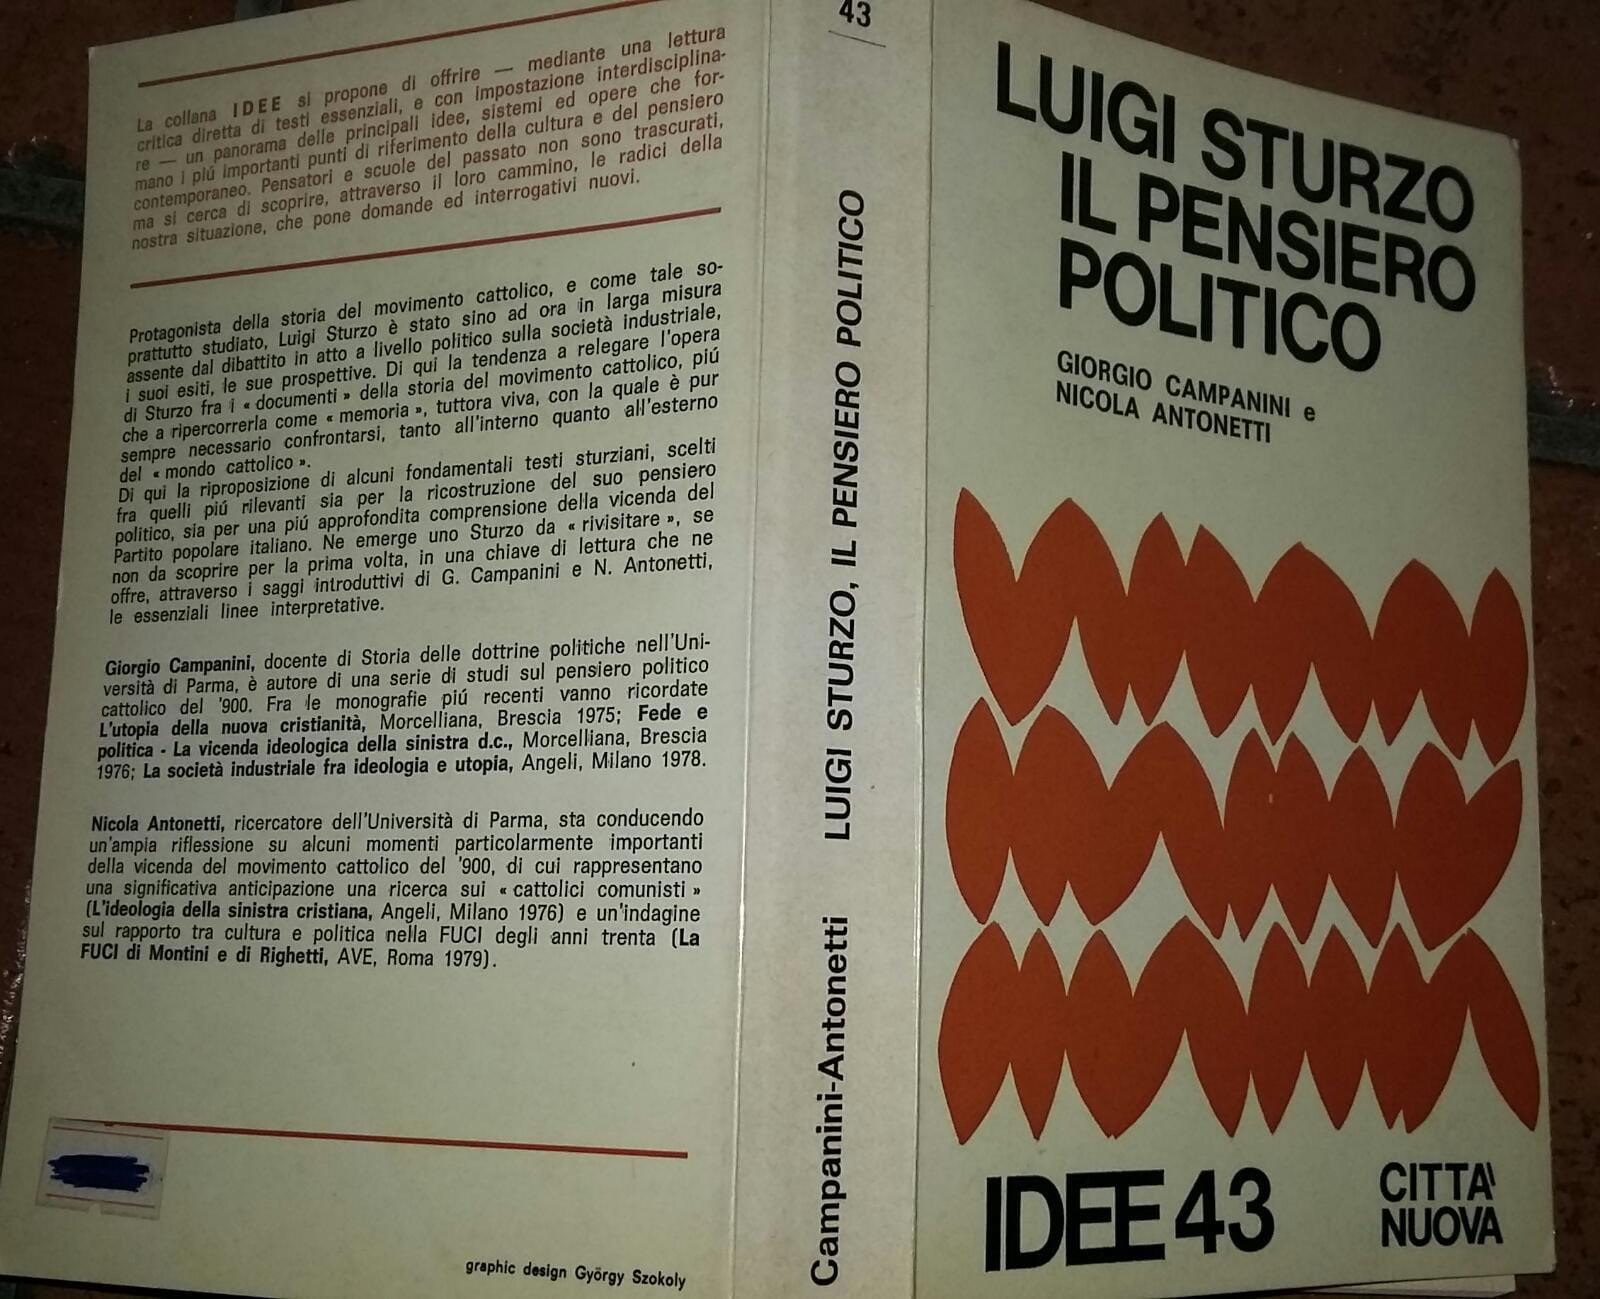 La collana IDEE si propone di offrire — mediante una lettura
critica diretta di testi essenziali, e con impostazione interdisciplina-
re — un panorama delle principali idee, sistemi ed opere che for-
mano i piú importanti punti di riferimento della cultura e del pensiero
contemporaneo. Pensatori e scuole del passato non sono trascurati,
ma si cerca di scoprire, attraverso il loro cammino, le radici della
nostra situazione, che pone domande ed interrogativi nuovi.
Protagonista della storia del movimento cattolico, e come tale so-
prattutto studiato, Luigi Sturzo è stato sino ad ora in larga misura
assente dal dibattito in atto a livello politico sulla società industriale,
i suoi esiti, le sue prospettive. Di qui la tendenza a relegare l'opera
di Sturzo fra i « documenti » della storia del movimento cattolico, piú
che a ripercorrerla come « memoria », tuttora viva, con la quale è pur
sempre necessario confrontarsi, tanto all'interno quanto all'esterno
del « mondo cattolico ».
Di qui la riproposizione di alcuni fondamentali testi sturziani, scelti
fra quelli piú rilevanti sia per la ricostruzione del suo pensiero
politico, sia per una piú approfondita comprensione della vicenda del
Partito popolare italiano. Ne emerge uno Sturzo da « rivisitare », se
non da scoprire per la prima volta, in una chiave di lettura che ne
offre, attraverso i saggi introduttivi di G. Campanini e N. Antonetti,
le essenziali linee interpretative.
Giorgio Campanini, docente di Storia delle dottrine politiche nell'Uni-
versità di Parma, è autore di una serie di studi sul pensiero politico
cattolico del '900. Fra le monografie piú recenti vanno ricordate
L'utopia della nuova cristianità, Morcelliana, Brescia 1975; Fede e
politica - La vicenda ideologica della sinistra d.c., Morcelliana, Brescia
1976; La società industriale fra ideologia e utopia, Angeli, Milano 1978.
Nicola Antonetti, ricercatore dell'Università di Parma, sta conducendo
un'ampia riflessione su alcuni momenti particolarmente importanti
della vicenda del movimento cattolico del '900, di cui rappresentano
una significativa anticipazione una ricerca sui « cattolici comunisti »
(L'ideologia della sinistra cristiana, Angeli, Milano 1976) e un'indagine
sul rapporto tra cultura e politica nella FUCI degli anni trenta (La
FUCI di Montini e di Righetti, AVE, Roma 1979).
graphic design György Szokoly
43
Campanini-Antonetti LUIGI STURZO, IL PENSIERO POLITICO
LUIGI STURZO
IL PENSIERO
POLITICO
GIORGIO CAMPANINI e
NICOLA ANTONETTI
IDEE 43
CITTA'
NUOVA